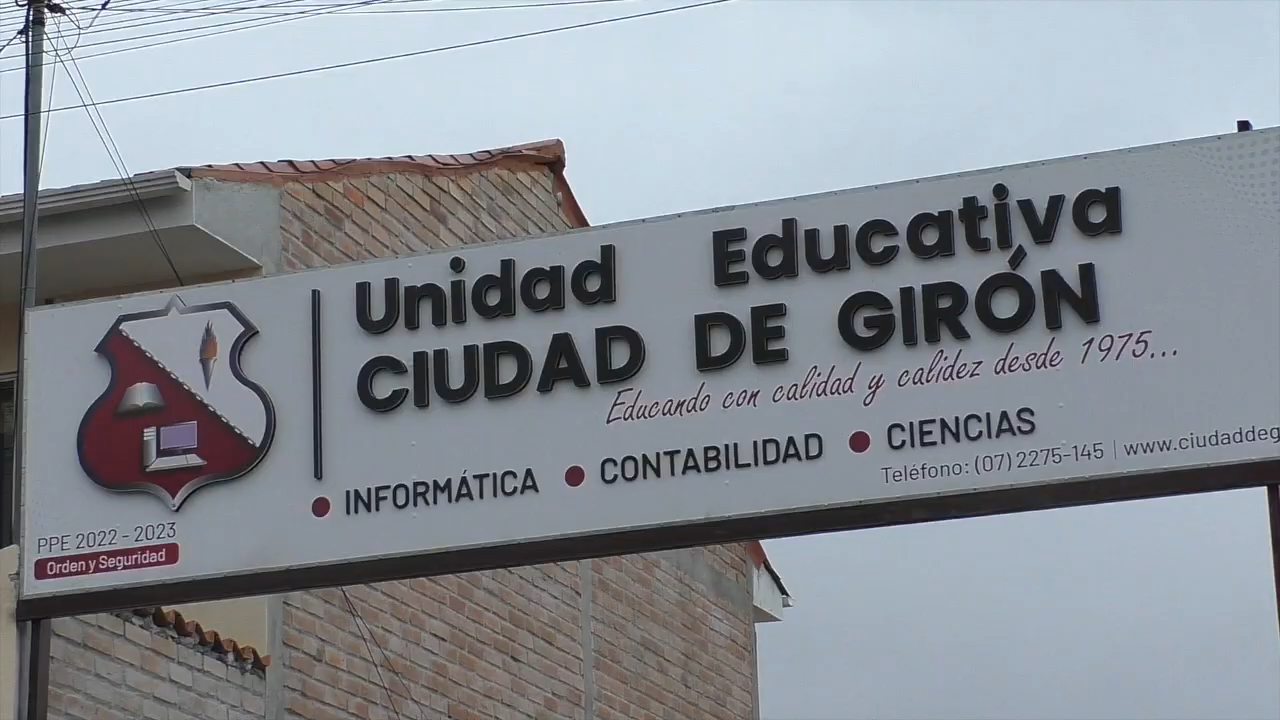 Unidad Educativa
CIUDAD DE GIRÓN
Educando con calidad y calidez desde 1975...
• INFORMÁTICA • CONTABILIDAD • CIENCIAS
Teléfono: (07) 2275-145 | www.ciudaddeg
PPE 2022 - 2023
Orden y Seguridad